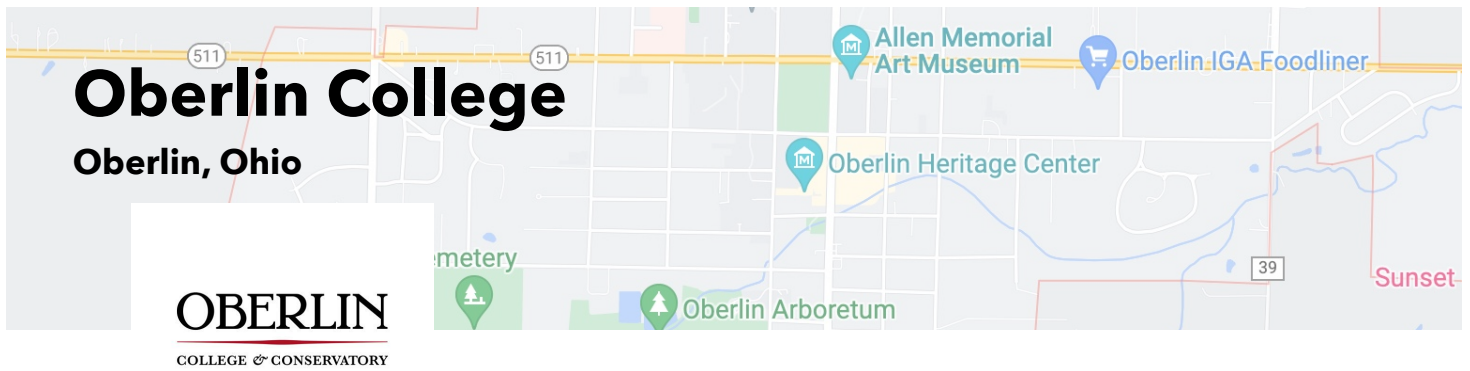 511
511
Allen Memorial
Art Museum
Oberlin IGA Foodliner
Oberlin College
Oberlin, Ohio
Oberlin Heritage Center
emetery
39
Sunset
Oberlin Arboretum
OBERLIN
COLLEGE & CONSERVATORY